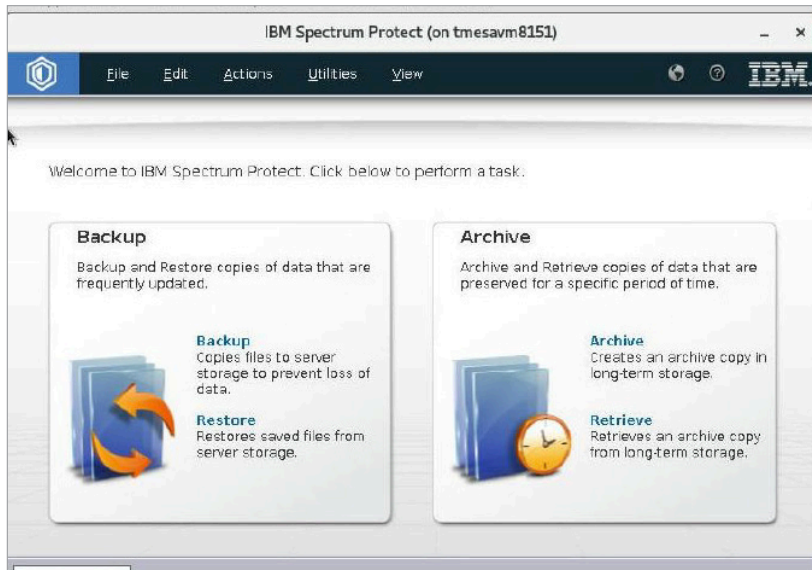 IBM Spectrum Protect (on tmesavm8151)
File Edit Actions Utilities View IBM
Welcome to IBM Spectrum Protect. Click below to perform a task.
Backup
Backup and Restore copies of data that are
frequently updated.
Backup
Copies files to server
storage to prevent loss of
data.
Restore
Restores saved files from
server storage.
Archive
Archive and Retrieve copies of data that are
preserved for a specific period of time.
Archive
Creates an archive copy in
long-term storage.
Retrieve
Retrieves an archive copy
from long-term storage.